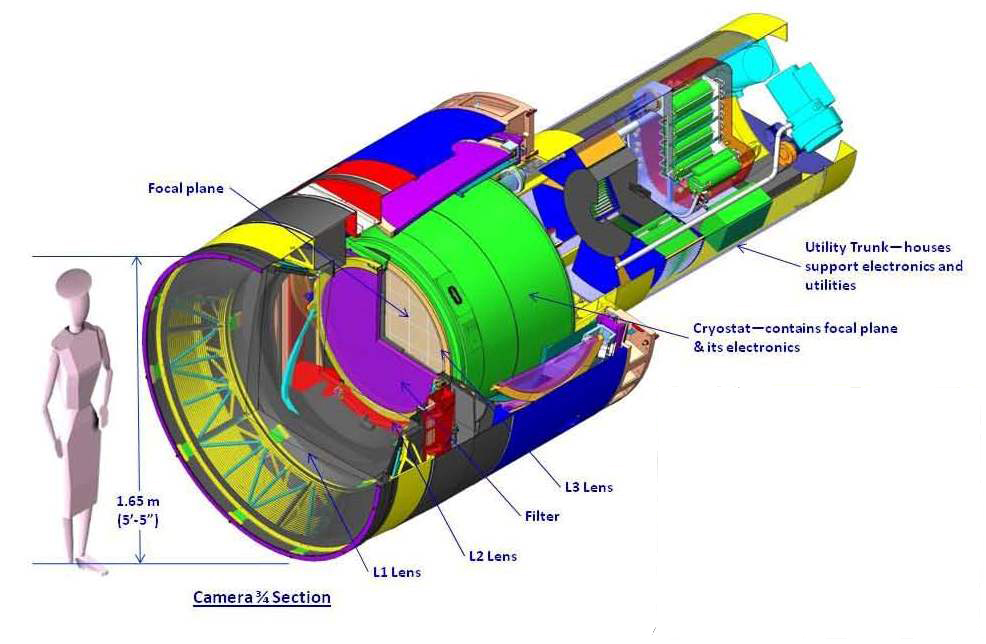 Focal plane
Utility Trunk—houses
support electronics and
utilities
Cryostat—contains focal plane
& its electronics
1.65 m
(5’-5”)
L3 Lens
Filter
L2 Lens
L1 Lens
Camera ¾ Section